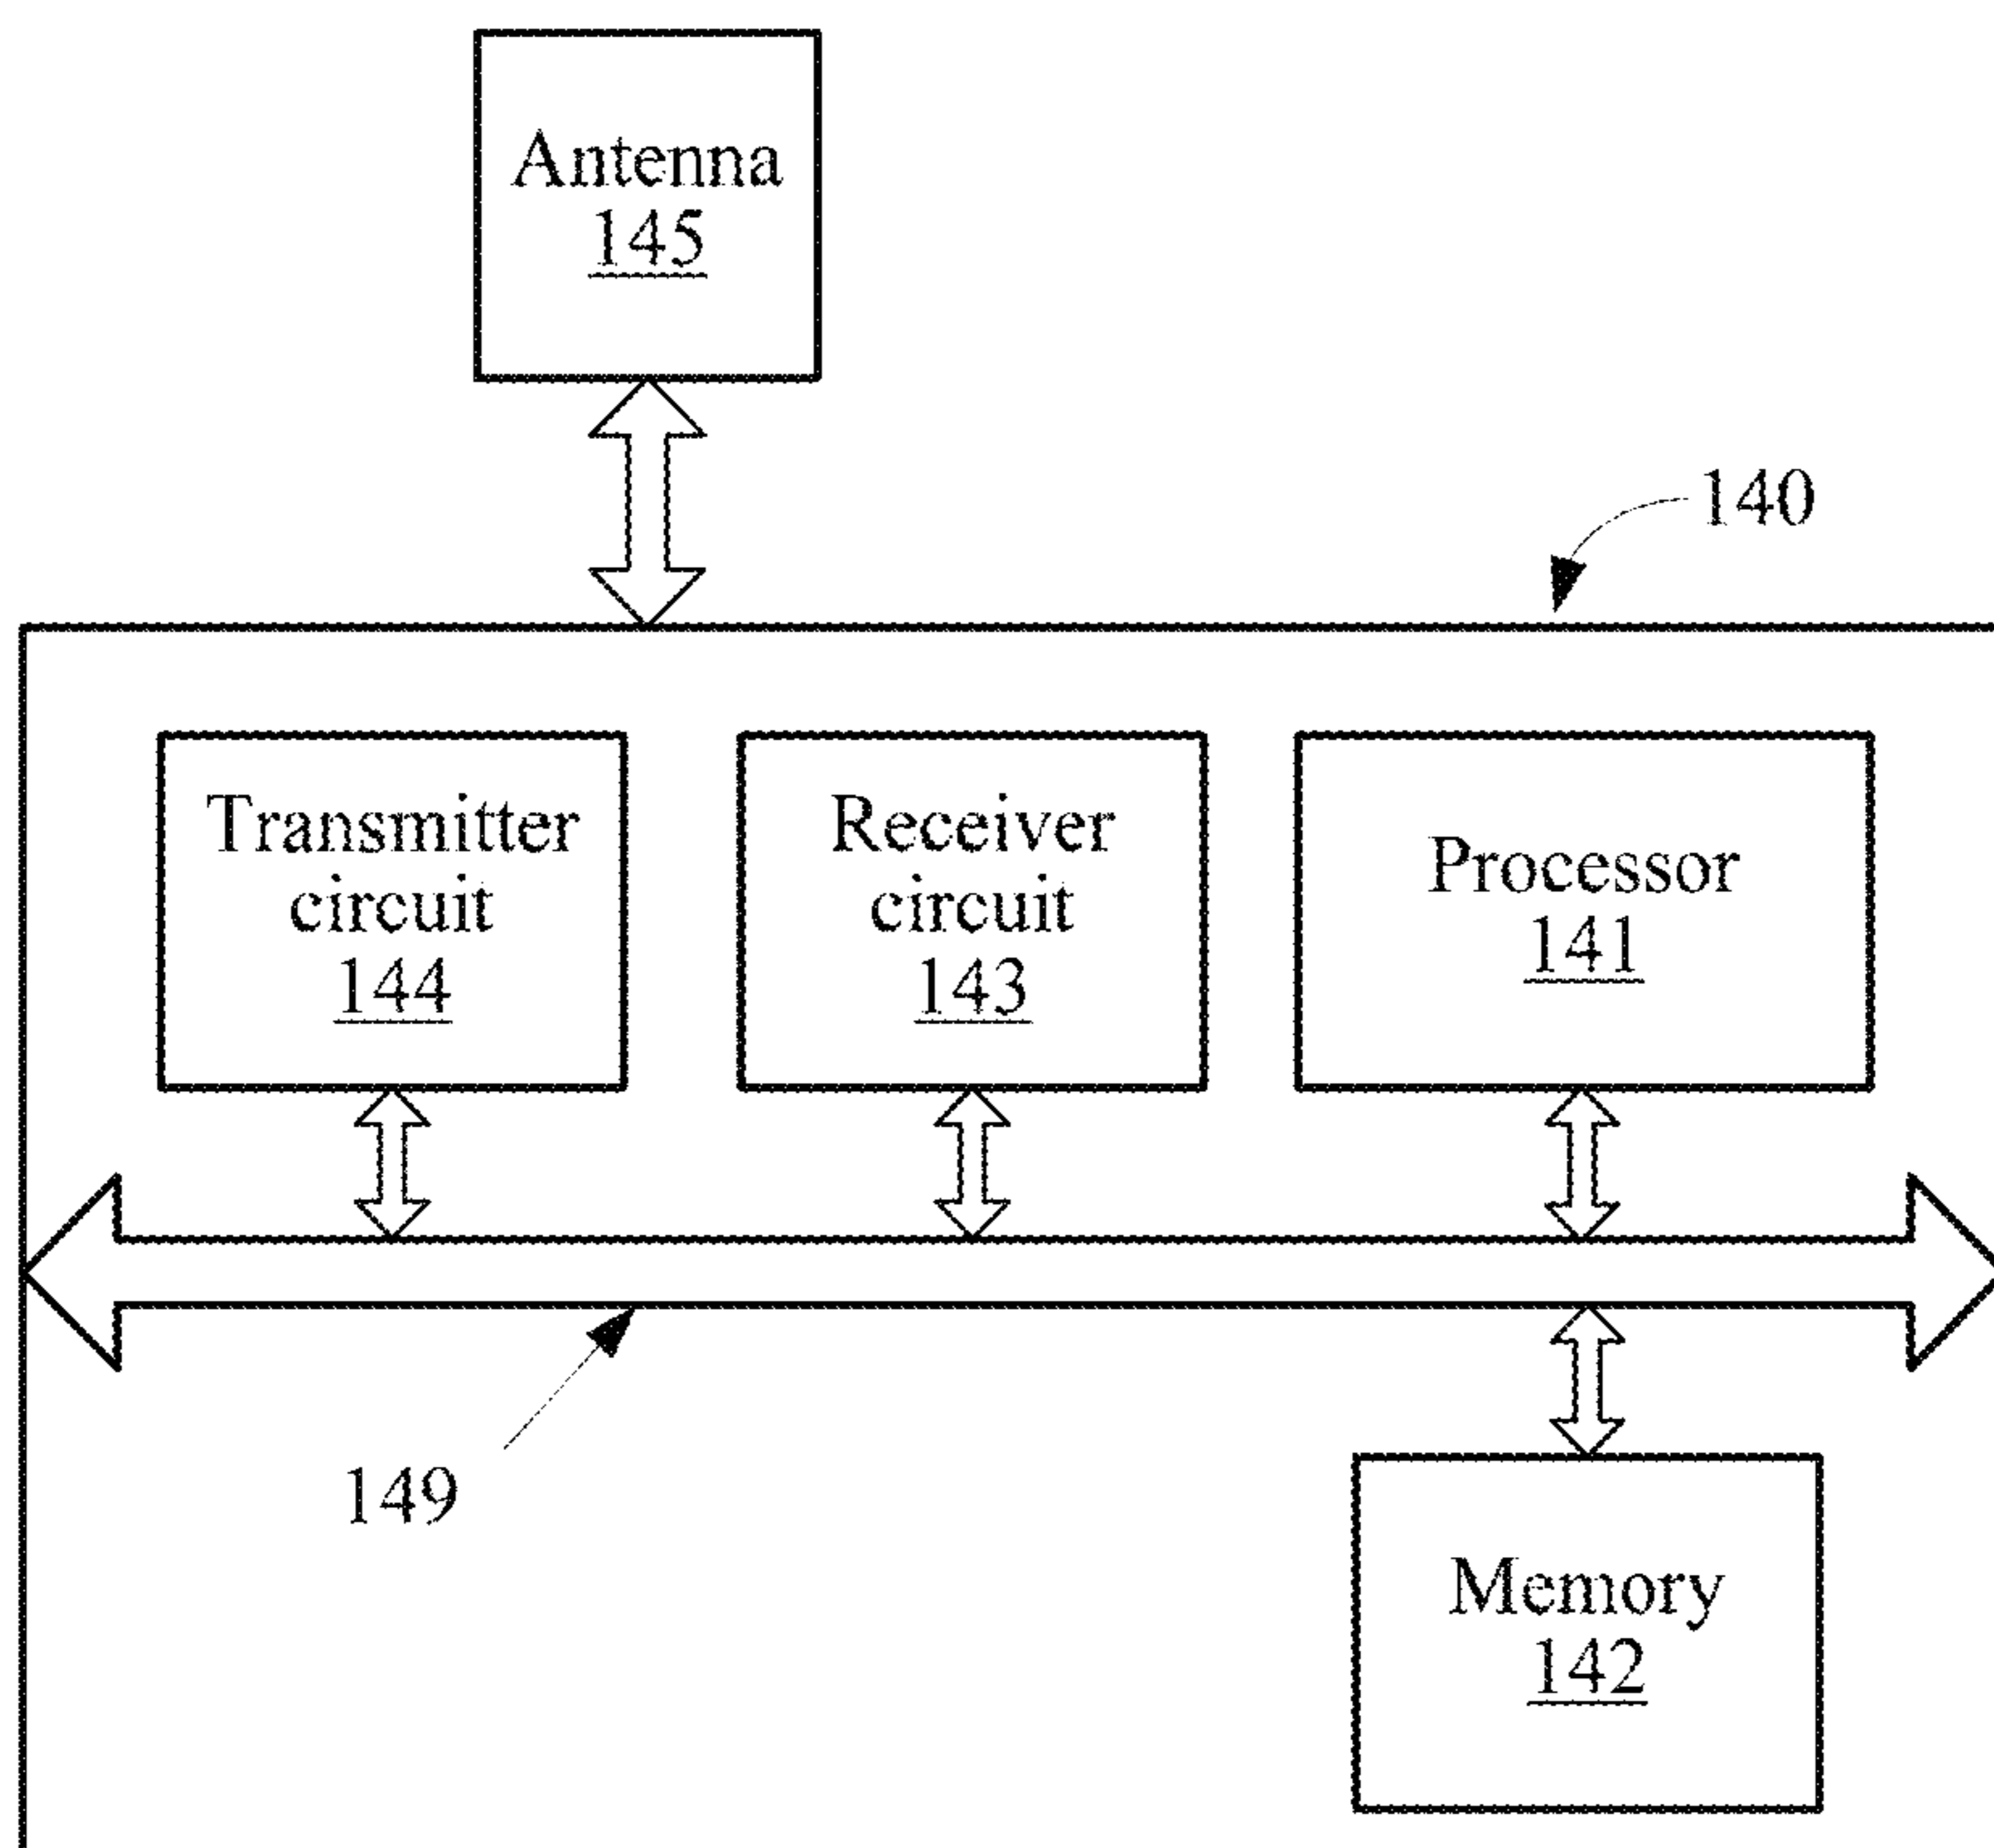 Antenna
145
140
Transmitter
circuit
144
Receiver
circuit
143
Processor
141
149
Memory
142